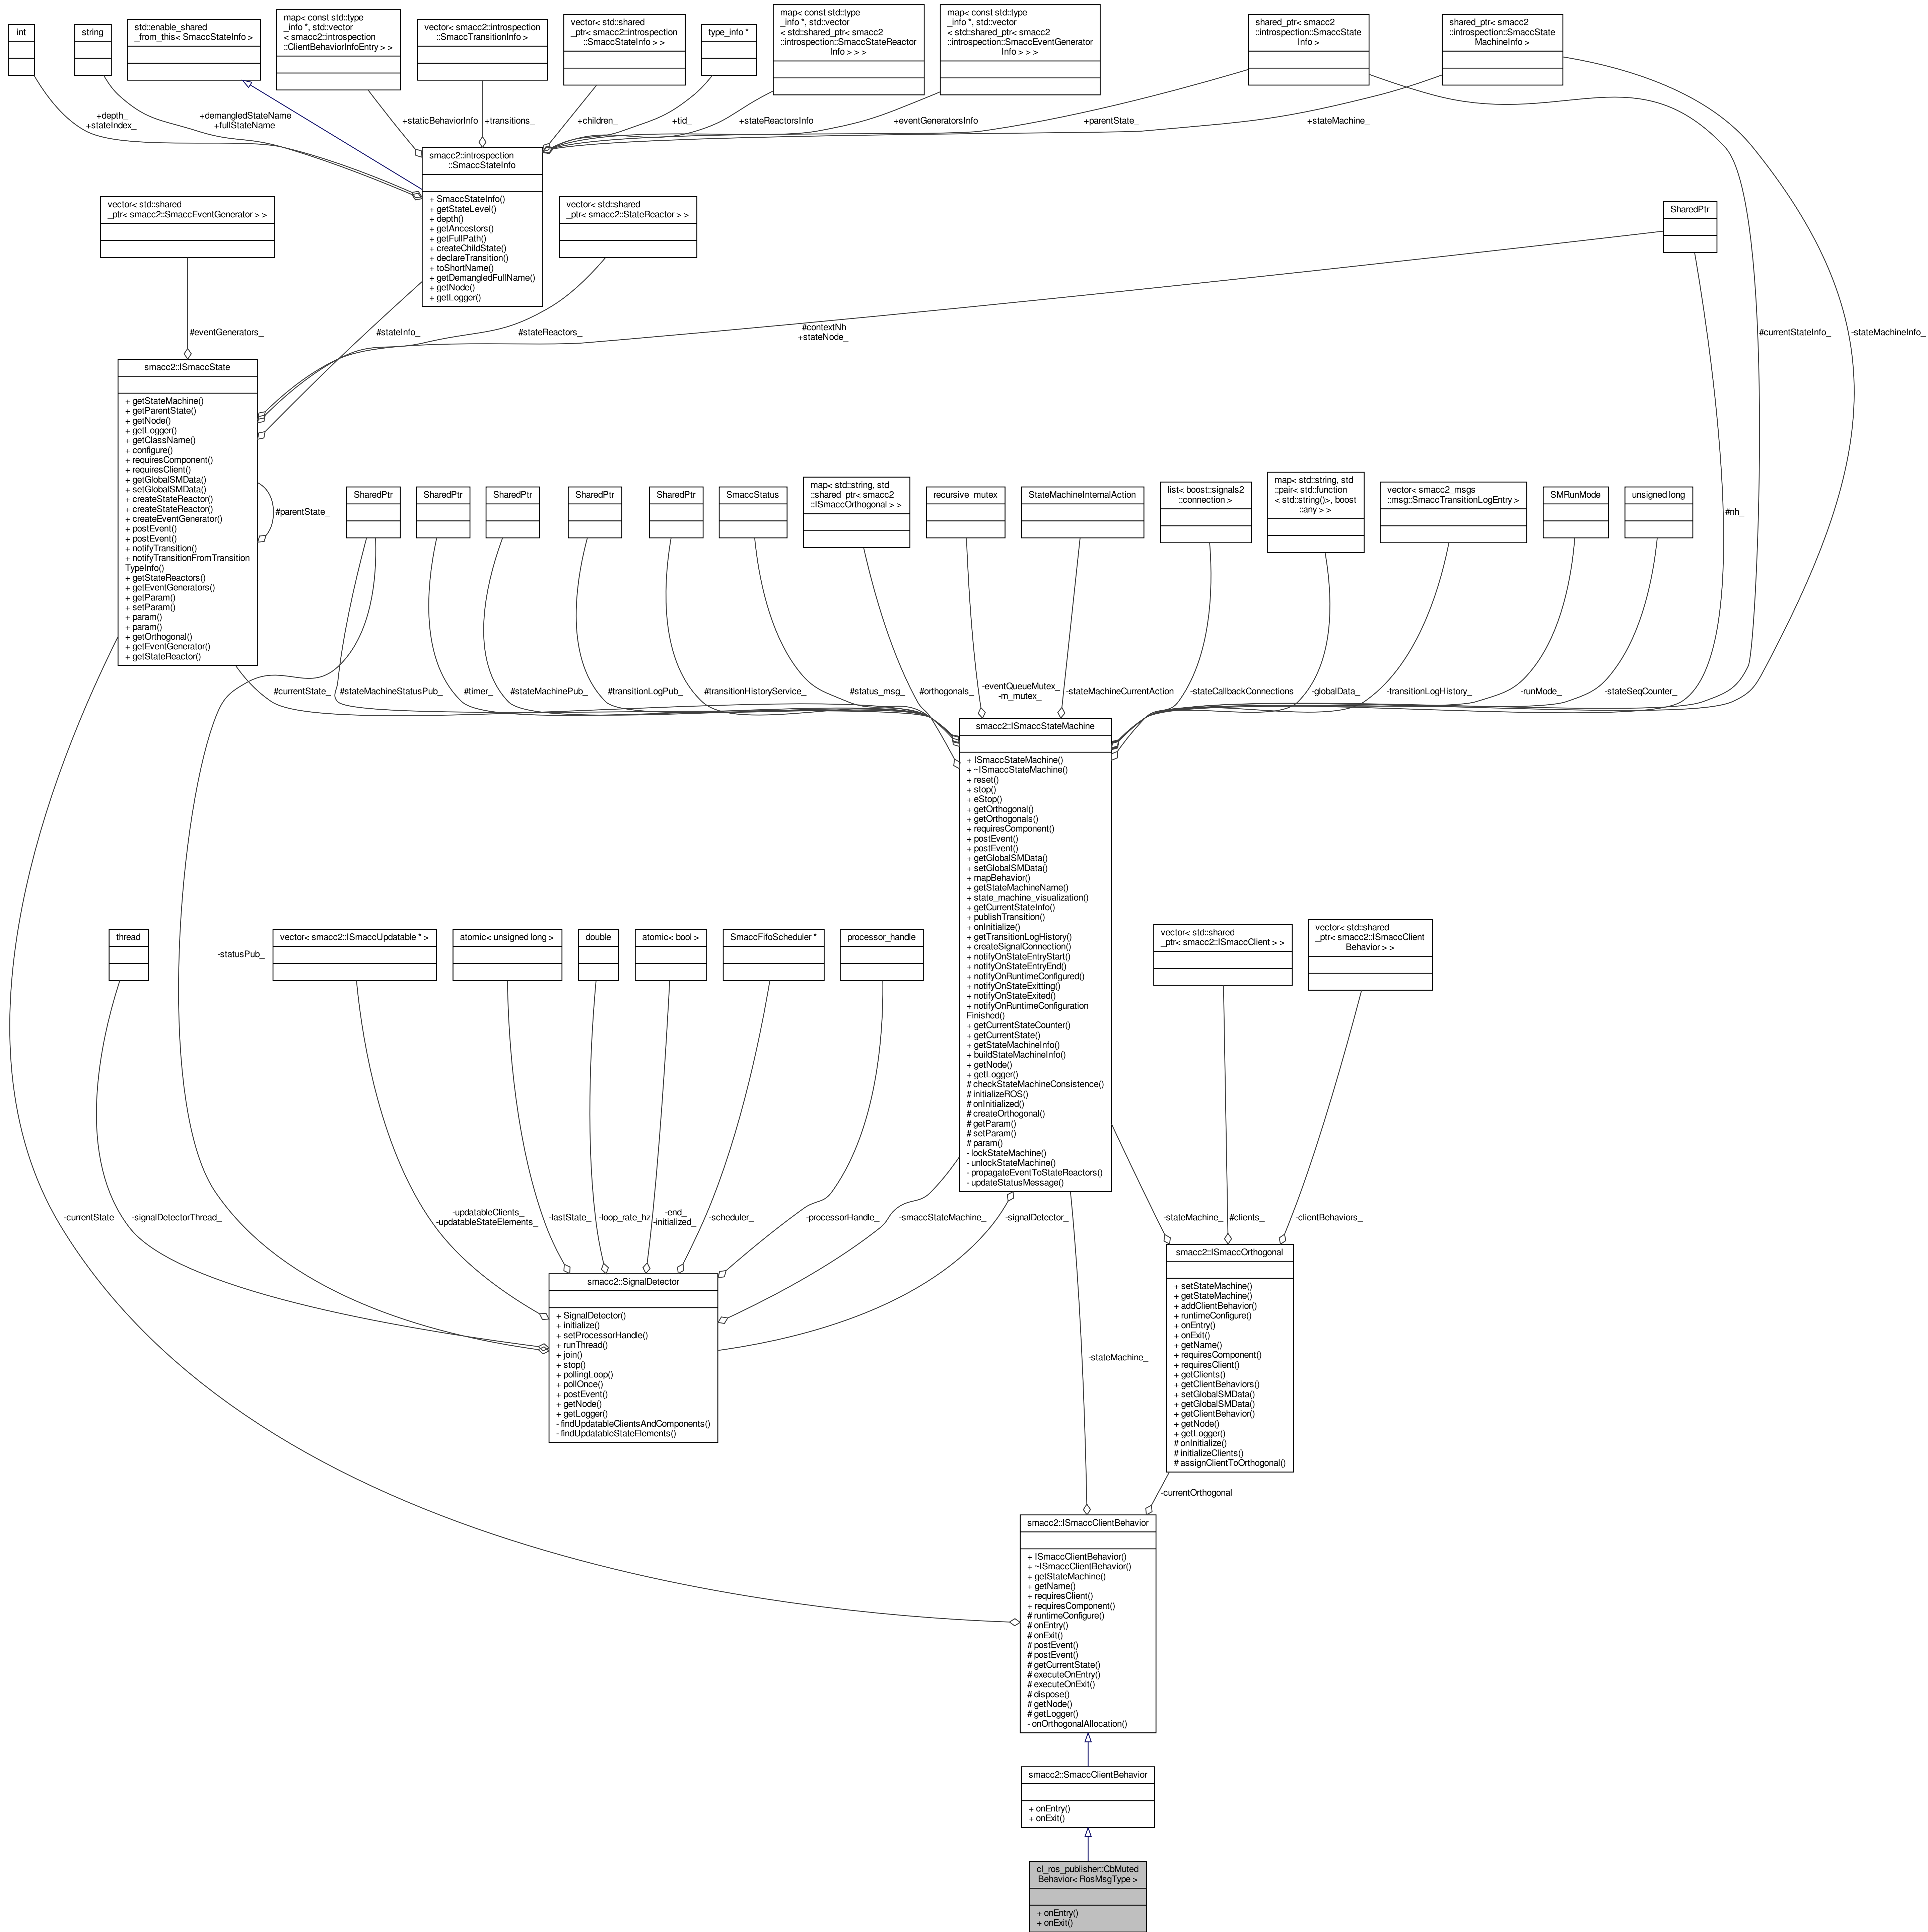 int
string
std::enable_shared
_from_this< SmaccStateInfo >
map< const std::type
_info *, std::vector
< smacc2::introspection
::ClientBehaviorInfoEntry > >
vector< smacc2::introspection
::SmaccTransitionInfo >
vector< std::shared
_ptr< smacc2::introspection
::SmaccStateInfo > >
type_info *
map< const std::type
_info *, std::vector
< std::shared_ptr< smacc2
::introspection::SmaccStateReactor
Info > > >
map< const std::type
_info *, std::vector
< std::shared_ptr< smacc2
::introspection::SmaccEventGenerator
Info > > >
shared_ptr< smacc2
::introspection::SmaccState
Info >
shared_ptr< smacc2
::introspection::SmaccState
MachineInfo >
+depth_
+stateIndex_
+demangledStateName
+fullStateName
+staticBehaviorInfo
+transitions_
+children_
+tid_
+stateReactorsInfo
+eventGeneratorsInfo
+parentState_
+stateMachine_
smacc2::introspection
::SmaccStateInfo
+ SmaccStateInfo()
+ getStateLevel()
+ depth()
+ getAncestors()
+ getFullPath()
+ createChildState()
+ declareTransition()
+ toShortName()
+ getDemangledFullName()
+ getNode()
+ getLogger()
vector< std::shared
_ptr< smacc2::SmaccEventGenerator > >
vector< std::shared
_ptr< smacc2::StateReactor > >
SharedPtr
#eventGenerators_
#stateInfo_
#stateReactors_
#contextNh
+stateNode_
#currentStateInfo_
-stateMachineInfo_
smacc2::ISmaccState
+ getStateMachine()
+ getParentState()
+ getNode()
+ getLogger()
+ getClassName()
+ configure()
+ requiresComponent()
+ requiresClient()
+ getGlobalSMData()
+ setGlobalSMData()
+ createStateReactor()
+ createStateReactor()
+ createEventGenerator()
+ postEvent()
+ postEvent()
+ notifyTransition()
+ notifyTransitionFromTransition
TypeInfo()
+ getStateReactors()
+ getEventGenerators()
+ getParam()
+ setParam()
+ param()
+ param()
+ getOrthogonal()
+ getEventGenerator()
+ getStateReactor()
#parentState_
SharedPtr
SharedPtr
SharedPtr
SharedPtr
SharedPtr
SmaccStatus
map< std::string, std
::shared_ptr< smacc2
::ISmaccOrthogonal > >
recursive_mutex
StateMachineInternalAction
list< boost::signals2
::connection >
map< std::string, std
::pair< std::function
< std::string()>, boost
::any > >
vector< smacc2_msgs
::msg::SmaccTransitionLogEntry >
SMRunMode
unsigned long
#nh_
#currentState_
#stateMachineStatusPub_
#timer_
#stateMachinePub_
#transitionLogPub_
#transitionHistoryService_
#status_msg_
#orthogonals_
-eventQueueMutex_
-m_mutex_
-stateMachineCurrentAction
-stateCallbackConnections
-globalData_
-transitionLogHistory_
-runMode_
-stateSeqCounter_
smacc2::ISmaccStateMachine
+ ISmaccStateMachine()
+ ~ISmaccStateMachine()
+ reset()
+ stop()
+ eStop()
+ getOrthogonal()
+ getOrthogonals()
+ requiresComponent()
+ postEvent()
+ postEvent()
+ getGlobalSMData()
+ setGlobalSMData()
+ mapBehavior()
+ getStateMachineName()
+ state_machine_visualization()
+ getCurrentStateInfo()
+ publishTransition()
+ onInitialize()
+ getTransitionLogHistory()
+ createSignalConnection()
+ notifyOnStateEntryStart()
+ notifyOnStateEntryEnd()
+ notifyOnRuntimeConfigured()
+ notifyOnStateExitting()
+ notifyOnStateExited()
+ notifyOnRuntimeConfiguration
Finished()
+ getCurrentStateCounter()
+ getCurrentState()
+ getStateMachineInfo()
+ buildStateMachineInfo()
+ getNode()
+ getLogger()
# checkStateMachineConsistence()
# initializeROS()
# onInitialized()
# createOrthogonal()
# getParam()
# setParam()
# param()
- lockStateMachine()
- unlockStateMachine()
- propagateEventToStateReactors()
- updateStatusMessage()
thread
-statusPub_
vector< smacc2::ISmaccUpdatable * >
atomic< unsigned long >
double
atomic< bool >
SmaccFifoScheduler *
processor_handle
vector< std::shared
_ptr< smacc2::ISmaccClient > >
vector< std::shared
_ptr< smacc2::ISmaccClient
Behavior > >
-currentState
-signalDetectorThread_
-updatableClients_
-updatableStateElements_
-lastState_
-loop_rate_hz
-end_
-initialized_
-scheduler_
-processorHandle_
-smaccStateMachine_
-signalDetector_
-stateMachine_
#clients_
-clientBehaviors_
smacc2::SignalDetector
+ SignalDetector()
+ initialize()
+ setProcessorHandle()
+ runThread()
+ join()
+ stop()
+ pollingLoop()
+ pollOnce()
+ postEvent()
+ getNode()
+ getLogger()
- findUpdatableClientsAndComponents()
- findUpdatableStateElements()
smacc2::ISmaccOrthogonal
+ setStateMachine()
+ getStateMachine()
+ addClientBehavior()
+ runtimeConfigure()
+ onEntry()
+ onExit()
+ getName()
+ requiresComponent()
+ requiresClient()
+ getClients()
+ getClientBehaviors()
+ setGlobalSMData()
+ getGlobalSMData()
+ getClientBehavior()
+ getNode()
+ getLogger()
# onInitialize()
# initializeClients()
# assignClientToOrthogonal()
-stateMachine_
-currentOrthogonal
smacc2::ISmaccClientBehavior
+ ISmaccClientBehavior()
+ ~ISmaccClientBehavior()
+ getStateMachine()
+ getName()
+ requiresClient()
+ requiresComponent()
# runtimeConfigure()
# onEntry()
# onExit()
# postEvent()
# postEvent()
# getCurrentState()
# executeOnEntry()
# executeOnExit()
# dispose()
# getNode()
# getLogger()
- onOrthogonalAllocation()
smacc2::SmaccClientBehavior
+ onEntry()
+ onExit()
cl_ros_publisher::CbMuted
Behavior< RosMsgType >
+ onEntry()
+ onExit()